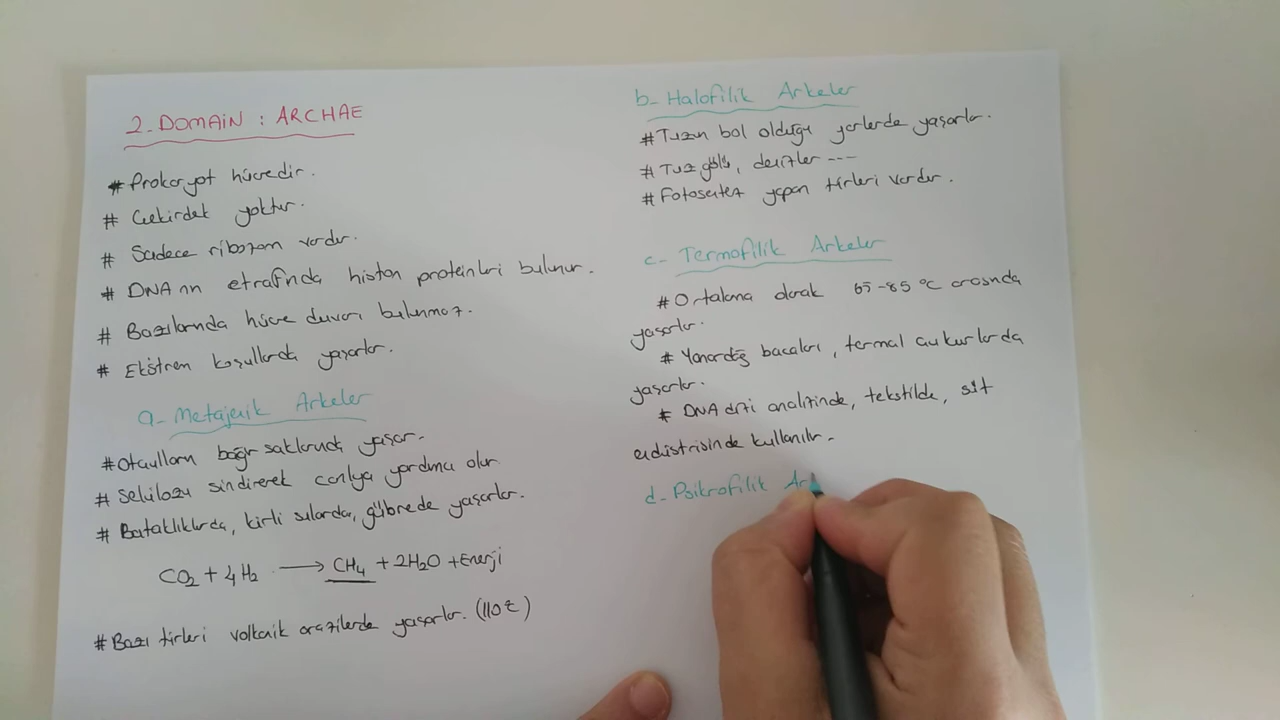 2-DOMAIN : ARCHAE
# Prokaryot hücredir.
# Çekirdek yoktur.
# Sadece ribozom vardır.
# DNA nın etrafında histon proteinleri bulunur.
# Bazılarında hücre duvarı bulunmaz.
# Ekstrem koşullarda yaşarlar.
a- Metajenik Arkeler
# Otçulların bağırsaklarında yaşar.
# Selülozu sindirerek canlıya yardımcı olur
# Bataklıklarda, kirli sularda, gübrede yaşarlar.
CO2 + 4H2 → CH4 + 2H2O + Enerji
# Bazı türleri volkanik arazilerde yaşarlar. (110°C)
b- Halofilik Arkeler
# Tuzun bol olduğu yerlerde yaşarlar.
# Tuz gölü, denizler ---
# Fotosentez yapan türleri vardır.
c- Termofilik Arkeler
# Ortalama olarak 65-85 °C arasında
yaşarlar.
# Yanardağ bacaları, termal çukurlarda
yaşarlar.
# DNA dizi analizinde, tekstilde, süt
endüstrisinde kullanılır.
d- Psikrofilik Ar